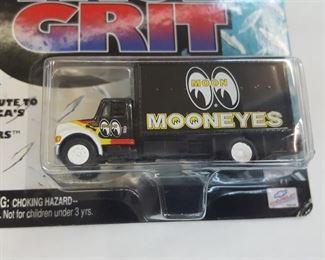 GRIT
UTE TO
CA'S
RS™
MOON
MOONEYES
G: CHOKING HAZARD--
. Not for children under 3 yrs.